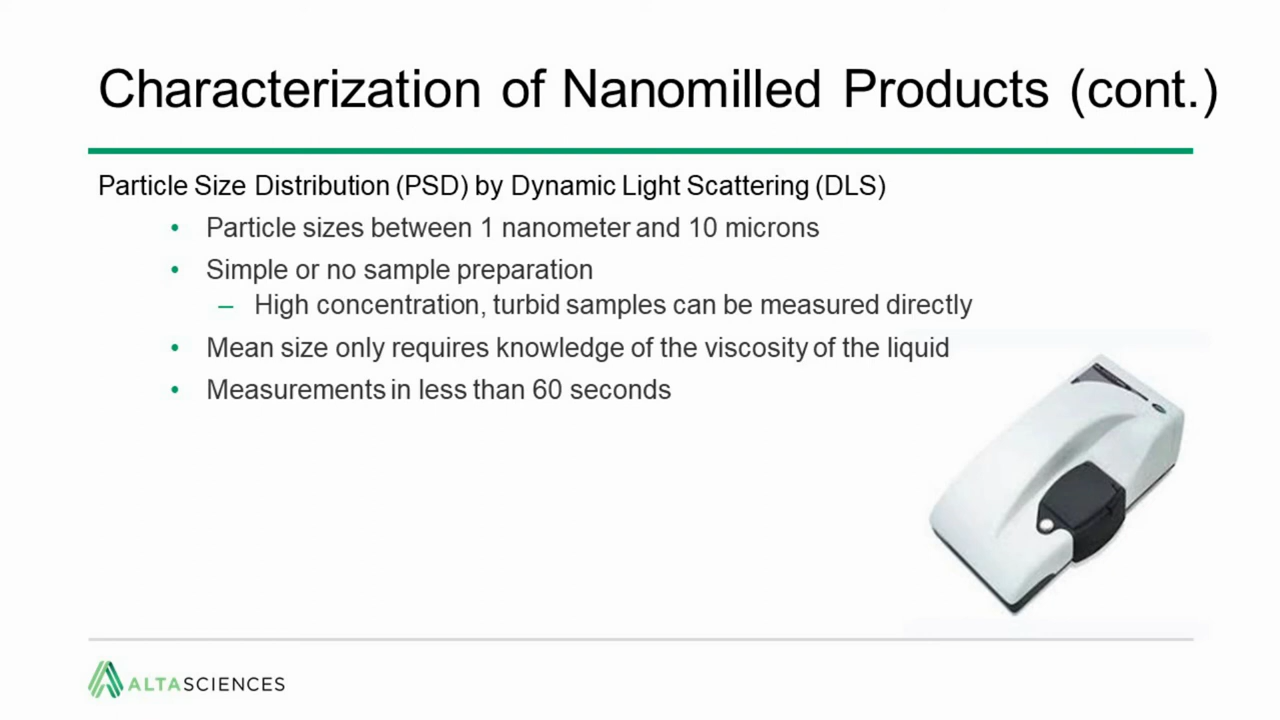 Characterization of Nanomilled Products (cont.)
Particle Size Distribution (PSD) by Dynamic Light Scattering (DLS)
• Particle sizes between 1 nanometer and 10 microns
• Simple or no sample preparation
– High concentration, turbid samples can be measured directly
• Mean size only requires knowledge of the viscosity of the liquid
• Measurements in less than 60 seconds
ALTASCIENCES